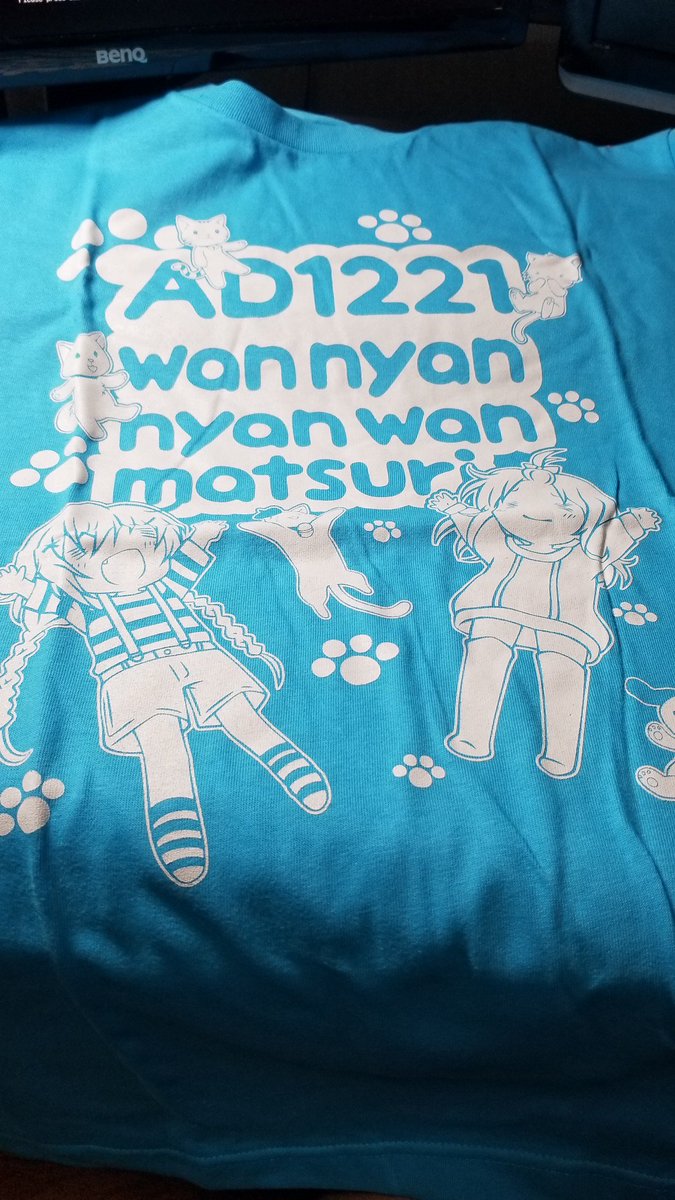 BenQ
AD1221
wan nyan
nyan wan
matsuri